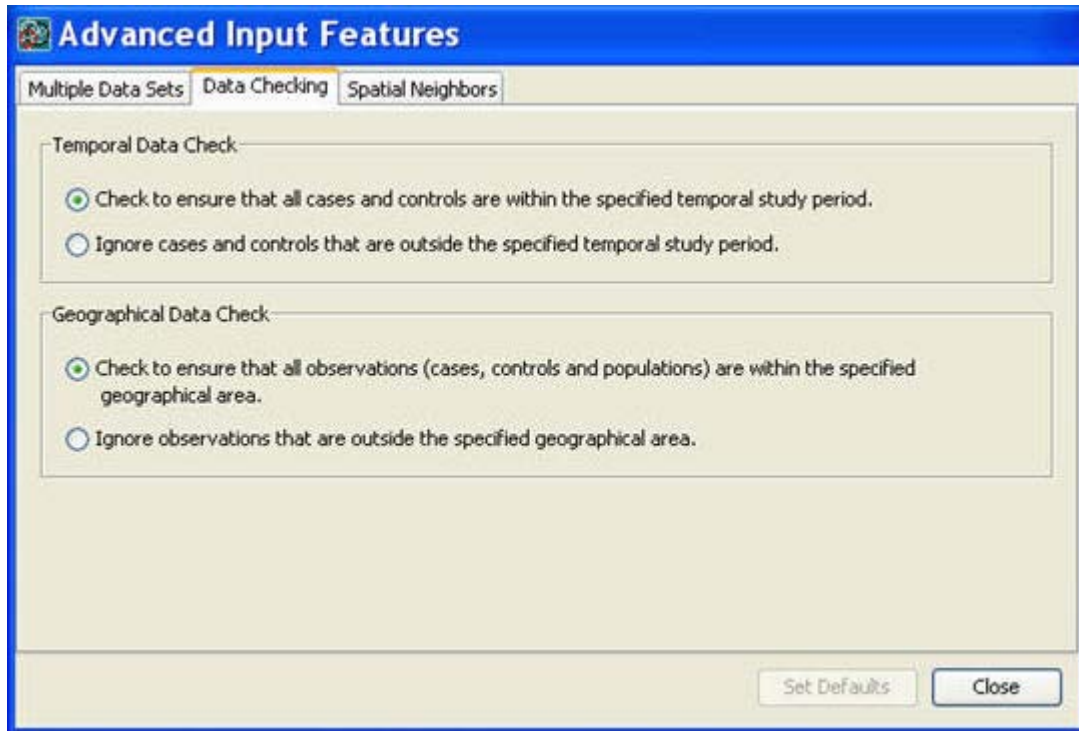 Advanced Input Features
Multiple Data Sets
Data Checking
Spatial Neighbors
Temporal Data Check
Check to ensure that all cases and controls are within the specified temporal study period.
Ignore cases and controls that are outside the specified temporal study period.
Geographical Data Check
Check to ensure that all observations (cases, controls and populations) are within the specified
geographical area.
Ignore observations that are outside the specified geographical area.
Set Defaults
Close